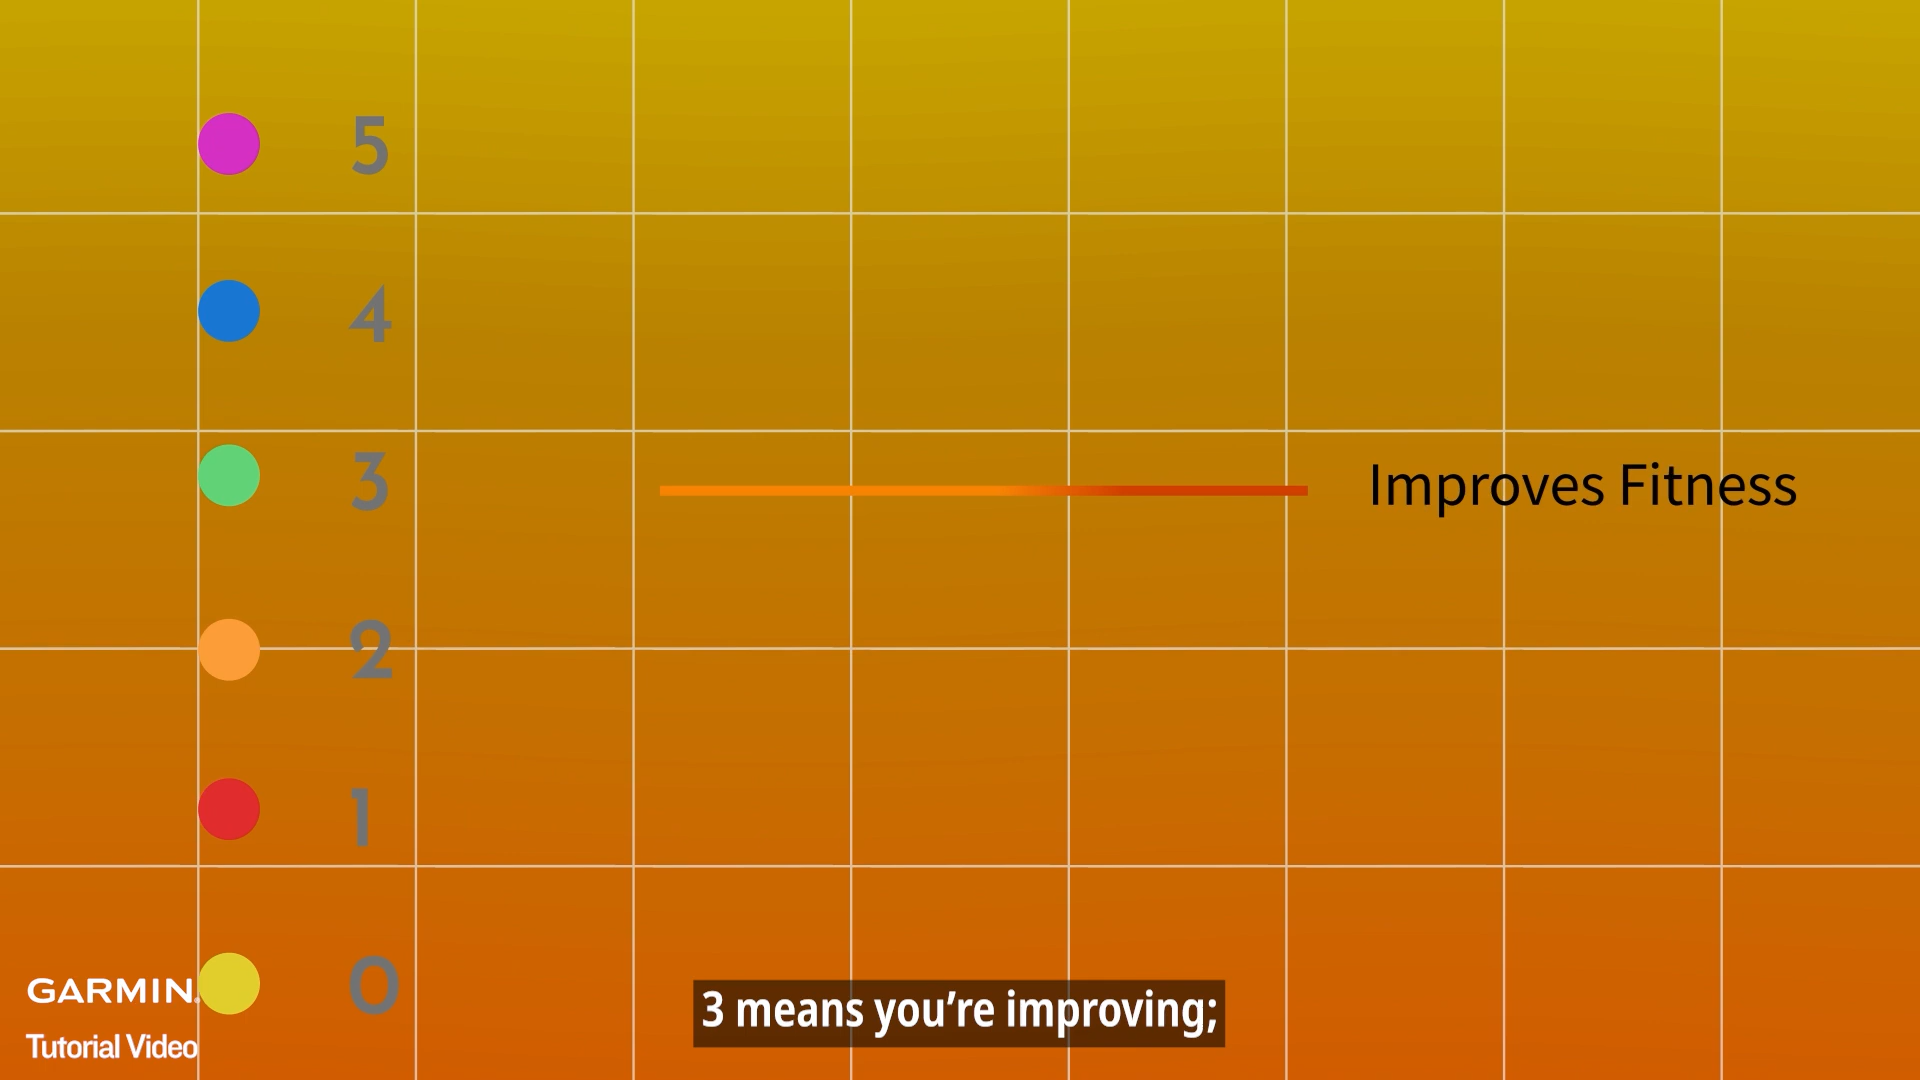 5
4
3 Improves Fitness
2
1
0
GARMIN.
Tutorial Video
3 means you’re improving;